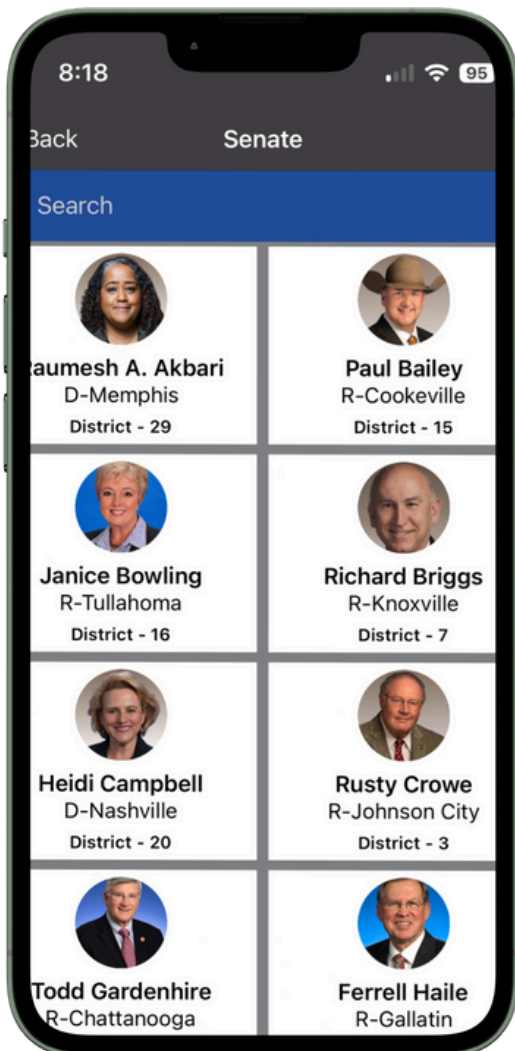 8:18
95
Back Senate
Search
Raumesh A. Akbari
D-Memphis
District - 29
Paul Bailey
R-Cookeville
District - 15
Janice Bowling
R-Tullahoma
District - 16
Richard Briggs
R-Knoxville
District - 7
Heidi Campbell
D-Nashville
District - 20
Rusty Crowe
R-Johnson City
District - 3
Todd Gardenhire
R-Chattanooga
Ferrell Haile
R-Gallatin